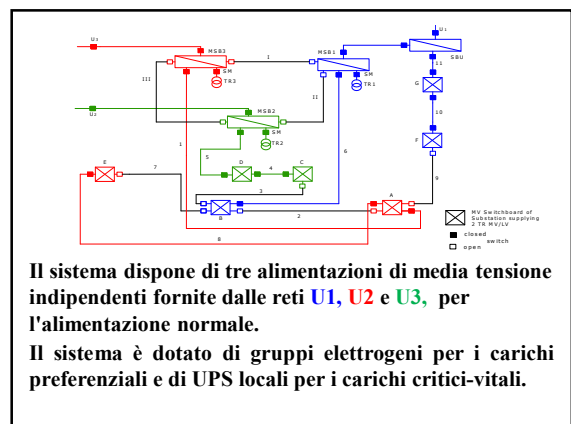 U3
MSB3
I
MSB1
U1
SBU
11
III
SM
TR3
SM
TR1
G
II
10
U2
MSB2
SM
TR2
F
1
5
6
D
4
C
9
E
7
3
A
B
2
8
MV Switchboard of
Substation supplying
2 TR MV/LV
closed
switch
open
Il sistema dispone di tre alimentazioni di media tensione
indipendenti fornite dalle reti U1, U2 e U3, per
l'alimentazione normale.
Il sistema è dotato di gruppi elettrogeni per i carichi
preferenziali e di UPS locali per i carichi critici-vitali.